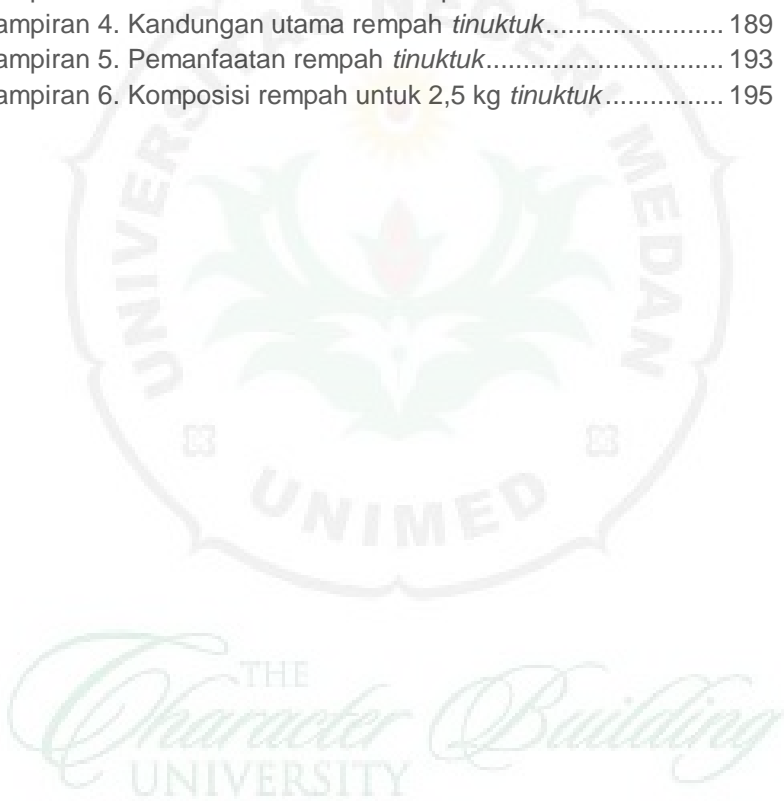 ampiran 4. Kandungan utama rempah tinuktuk....................... 189
ampiran 5. Pemanfaatan rempah tinuktuk.............................. 193
ampiran 6. Komposisi rempah untuk 2,5 kg tinuktuk................ 195
UNIVERSITAS NEGERI MEDAN
UNIMED
THE
Character Building
UNIVERSITY